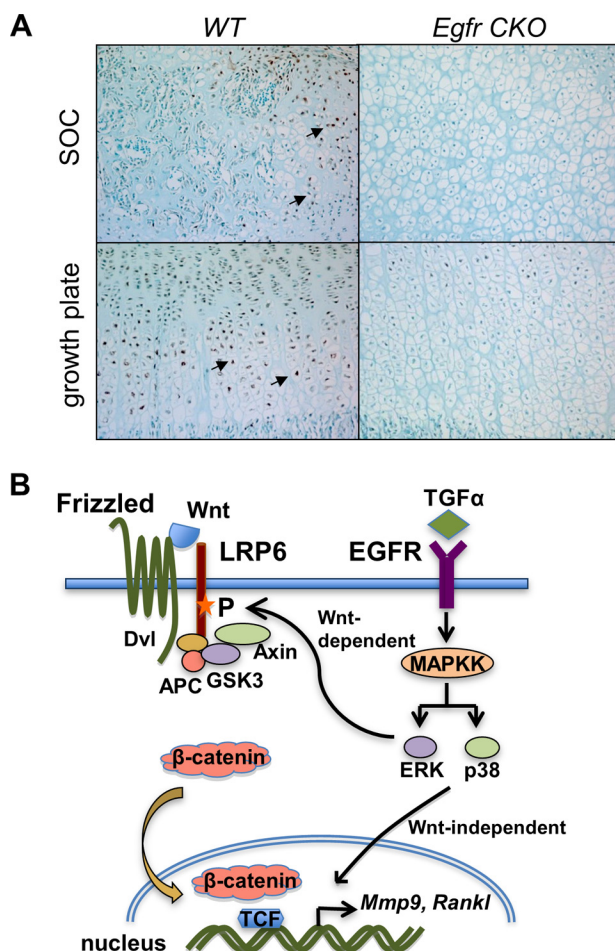 A
WT
Egfr CKO
SOC
growth plate
B
Frizzled
Wnt
TGFα
LRP6
EGFR
P
Wnt-
dependent
Dvl
Axin
MAPKK
APC
GSK3
ERK
p38
β-catenin
Wnt-independent
β-catenin
Mmp9, Rankl
TCF
nucleus